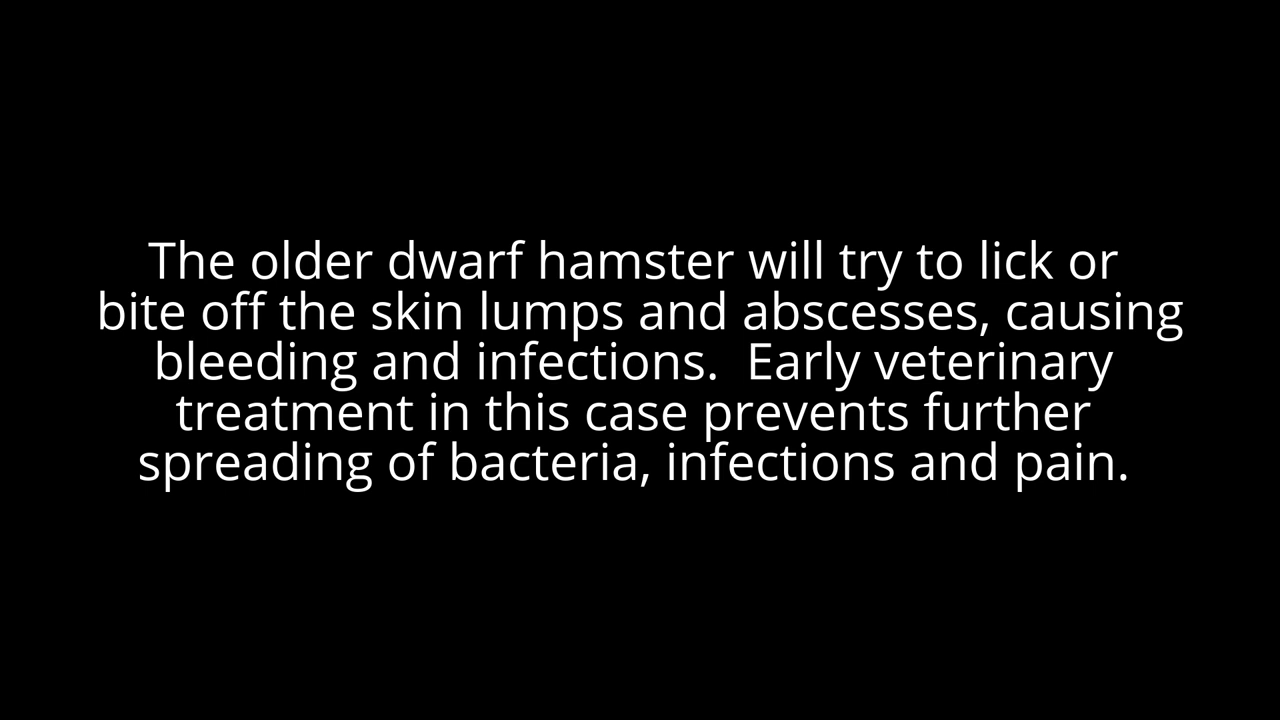 The older dwarf hamster will try to lick or
bite off the skin lumps and abscesses, causing
bleeding and infections.  Early veterinary
treatment in this case prevents further
spreading of bacteria, infections and pain.